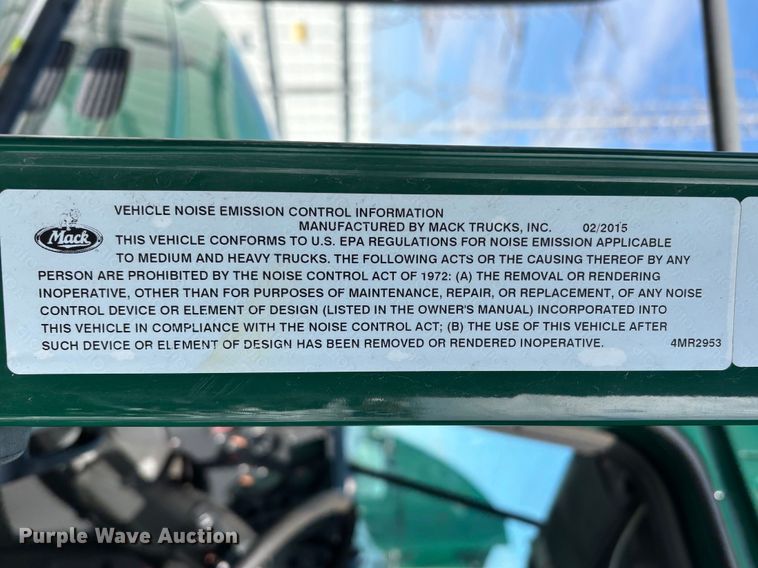 VEHICLE NOISE EMISSION CONTROL INFORMATION
MANUFACTURED BY MACK TRUCKS, INC. 02/2015
Mack
THIS VEHICLE CONFORMS TO U.S. EPA REGULATIONS FOR NOISE EMISSION APPLICABLE
TO MEDIUM AND HEAVY TRUCKS. THE FOLLOWING ACTS OR THE CAUSING THEREOF BY ANY
PERSON ARE PROHIBITED BY THE NOISE CONTROL ACT OF 1972: (A) THE REMOVAL OR RENDERING
INOPERATIVE, OTHER THAN FOR PURPOSES OF MAINTENANCE, REPAIR, OR REPLACEMENT, OF ANY NOISE
CONTROL DEVICE OR ELEMENT OF DESIGN (LISTED IN THE OWNER'S MANUAL) INCORPORATED INTO
THIS VEHICLE IN COMPLIANCE WITH THE NOISE CONTROL ACT; (B) THE USE OF THIS VEHICLE AFTER
SUCH DEVICE OR ELEMENT OF DESIGN HAS BEEN REMOVED OR RENDERED INOPERATIVE. 4MR2953
Purple Wave Auction